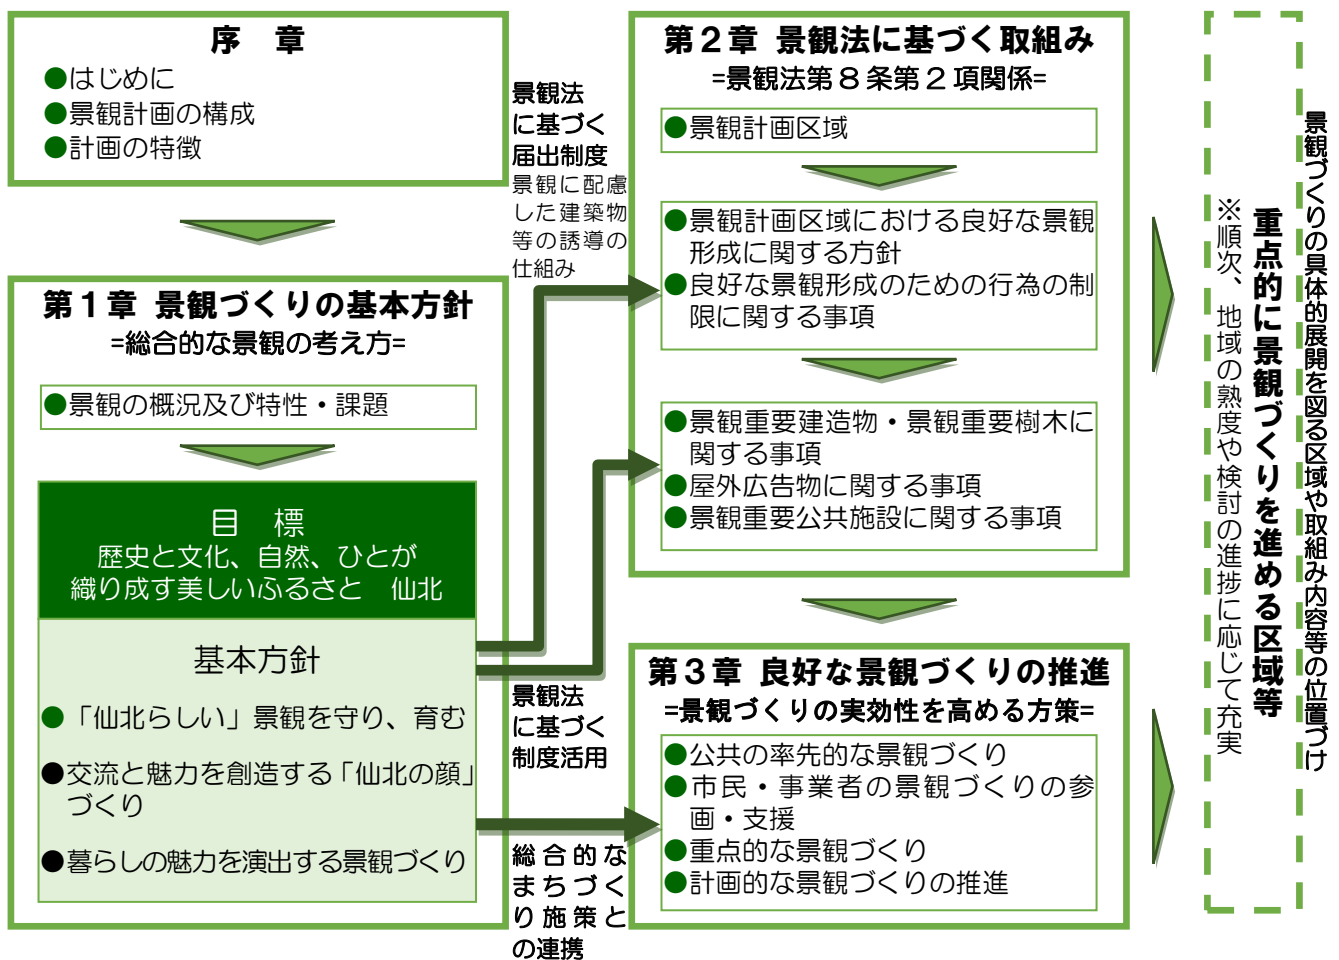 序　章
●はじめに
●景観計画の構成
●計画の特徴
第１章 景観づくりの基本方針
=総合的な景観の考え方=
●景観の概況及び特性・課題
目　標
歴史と文化、自然、ひとが
織り成す美しいふるさと　仙北
基本方針
●「仙北らしい」景観を守り、育む
●交流と魅力を創造する「仙北の顔」
づくり
●暮らしの魅力を演出する景観づくり
景観法
に基づく
届出制度
景観に配慮
した建築物
等の誘導の
仕組み
景観法
に基づく
制度活用
総合的な
まちづく
り施策と
の連携
第２章 景観法に基づく取組み
=景観法第８条第２項関係=
●景観計画区域
●景観計画区域における良好な景観
形成に関する方針
●良好な景観形成のための行為の制
限に関する事項
●景観重要建造物・景観重要樹木に
関する事項
●屋外広告物に関する事項
●景観重要公共施設に関する事項
第３章 良好な景観づくりの推進
=景観づくりの実効性を高める方策=
●公共の率先的な景観づくり
●市民・事業者の景観づくりの参
画・支援
●重点的な景観づくり
●計画的な景観づくりの推進
景観づくりの具体的展開を図る区域や取組み内容等の位置づけ
重点的に景観づくりを進める区域等
※順次、地域の熟度や検討の進捗に応じて充実